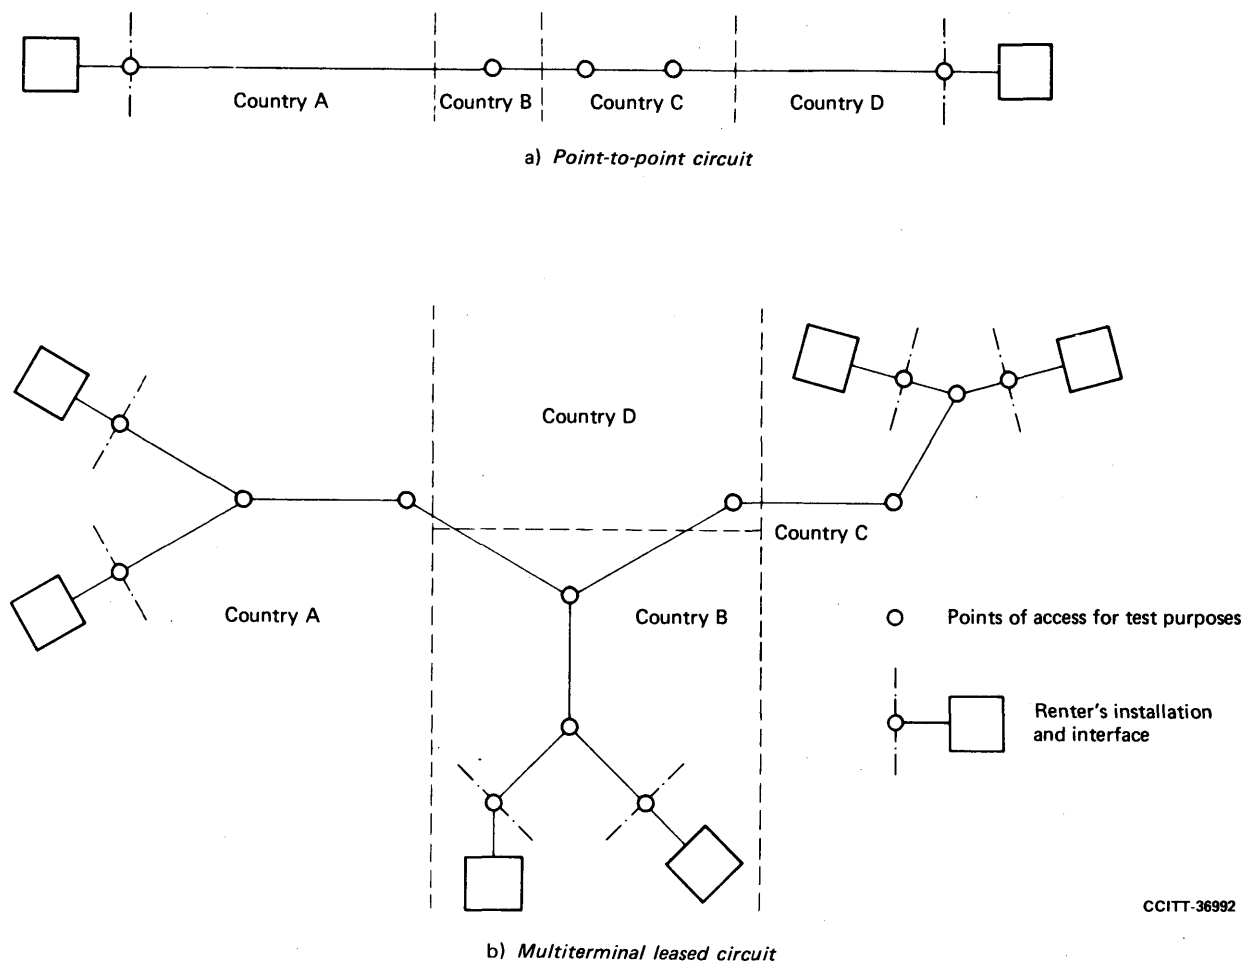 Country A
Country B
Country C
Country D
a) Point-to-point circuit
Country D
Country C
Country A
Country B
Points of access for test purposes
Renter's installation
and interface
CCITT-36992
b) Multiterminal leased circuit